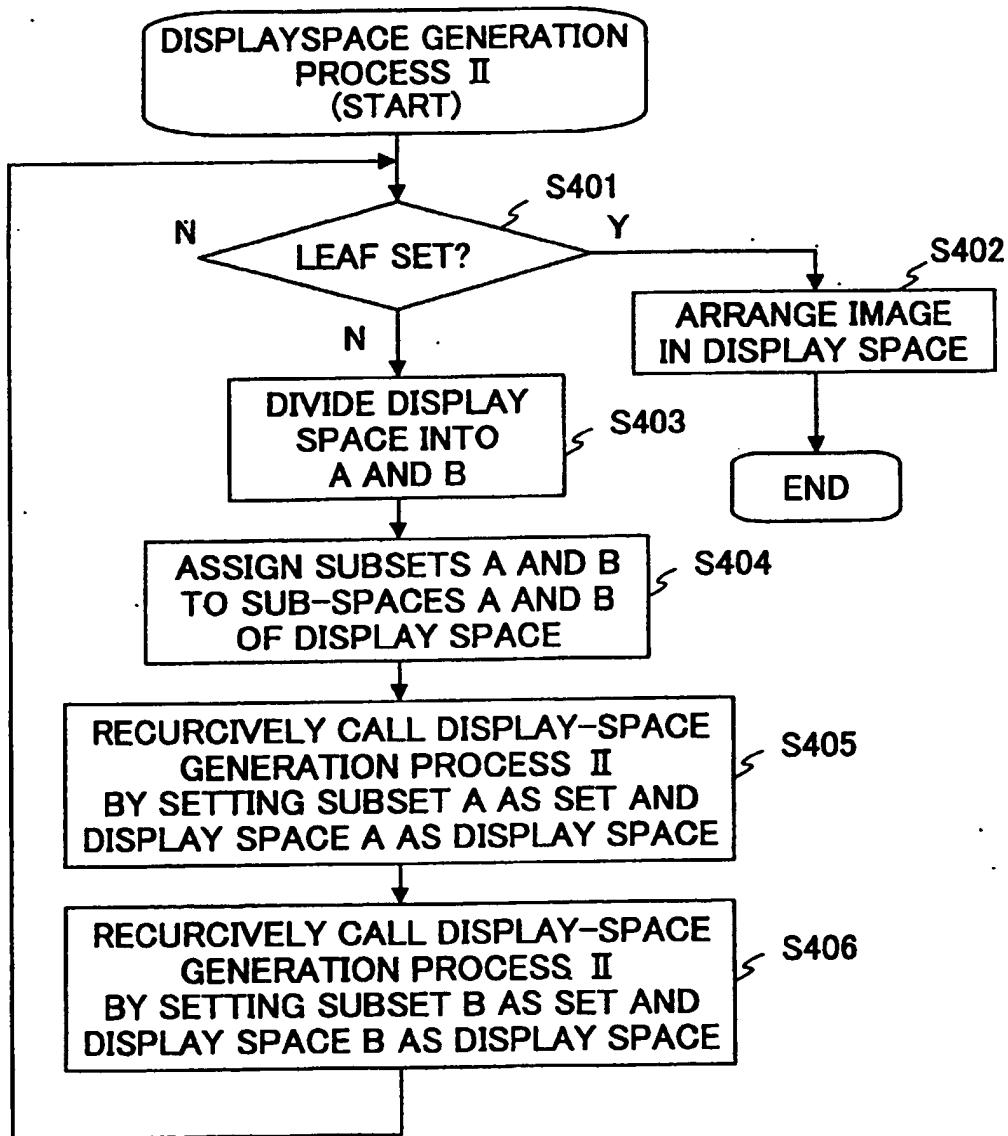 DISPLAYSPACE GENERATION
PROCESS II
(START)
S401
N
LEAF SET?
Y
S402
ARRANGE IMAGE
IN DISPLAY SPACE
N
DIVIDE DISPLAY
SPACE INTO
A AND B
S403
END
ASSIGN SUBSETS A AND B
TO SUB-SPACES A AND B
OF DISPLAY SPACE
S404
RECURCIVELY CALL DISPLAY-SPACE
GENERATION PROCESS II
BY SETTING SUBSET A AS SET AND
DISPLAY SPACE A AS DISPLAY SPACE
S405
RECURCIVELY CALL DISPLAY-SPACE
GENERATION PROCESS II
BY SETTING SUBSET B AS SET AND
DISPLAY SPACE B AS DISPLAY SPACE
S406